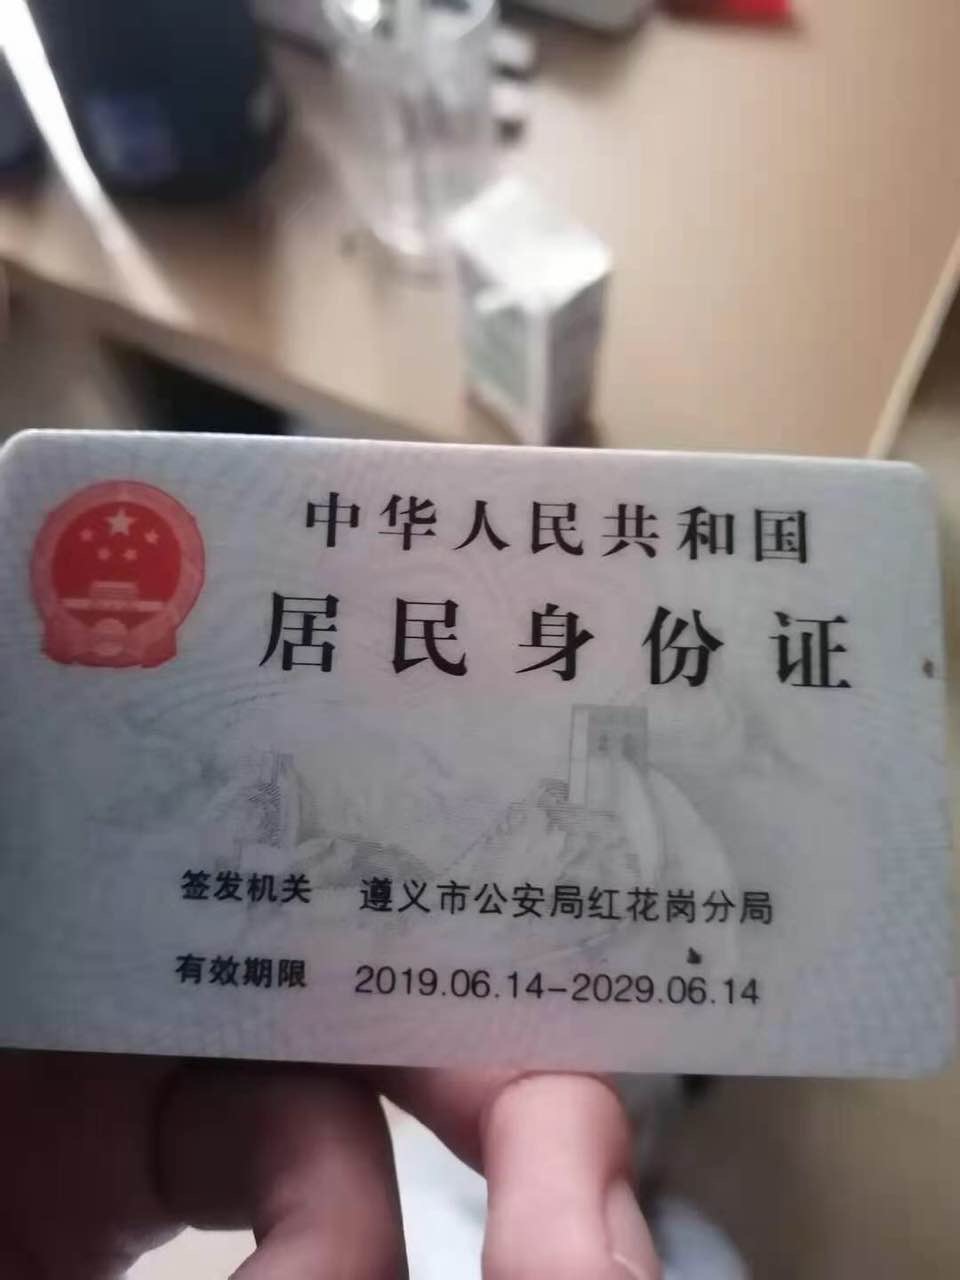 中华人民共和国
居民身份证
签发机关 遵义市公安局红花岗分局
有效期限 2019.06.14-2029.06.14